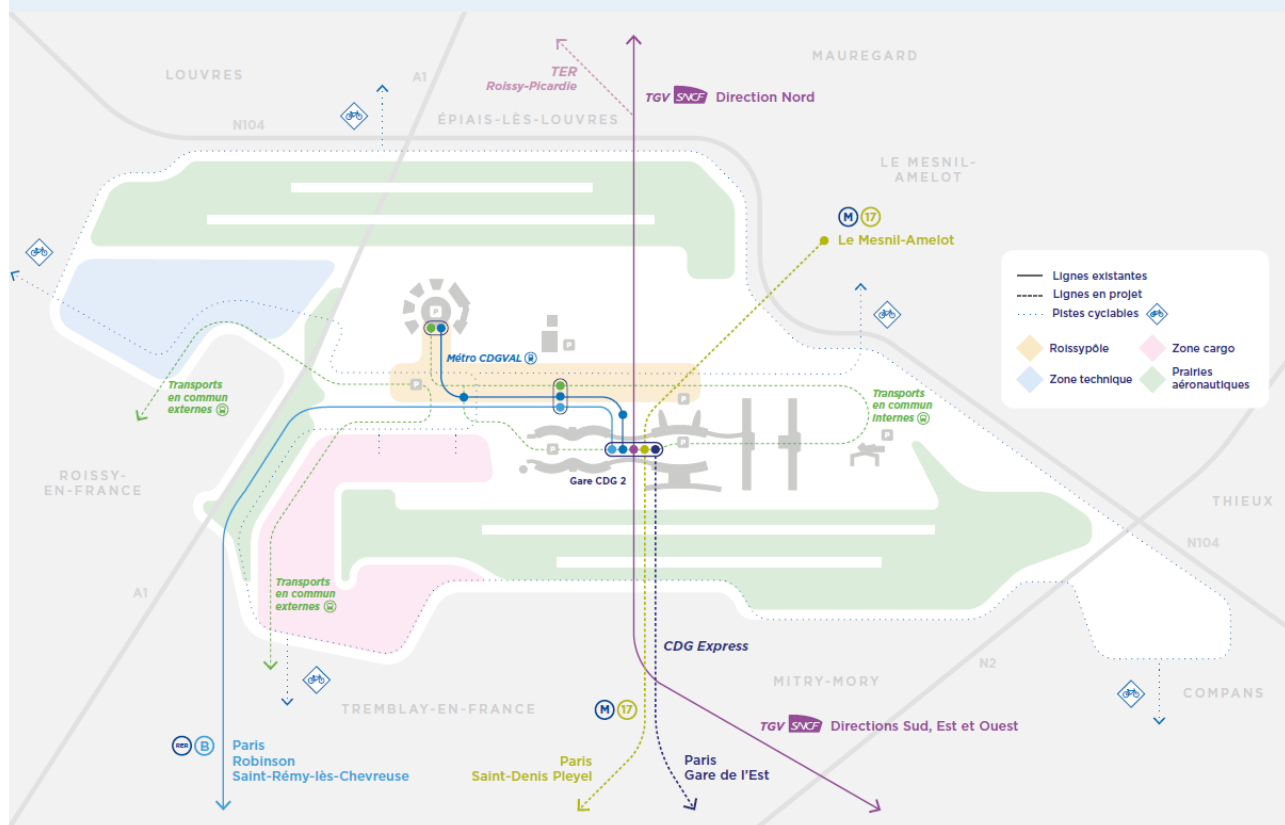 LOUVRES
A1
TER
Roissy-Picardie
MAUREGARD
TGV SNCF Direction Nord
N104
ÉPIAIS-LÈS-LOUVRES
LE MESNIL-
AMELOT
M 17
Le Mesnil-Amelot
Lignes existantes
Lignes en projet
Pistes cyclables
Roissypôle
Zone cargo
Zone technique
Prairies
aéronautiques
P
P
Métro CDGVAL
P
P
Transports
en commun
externes
Transports
en commun
internes
P
P
P
Gare CDG 2
ROISSY-
EN-FRANCE
THIEUX
N104
A1
Transports
en commun
externes
CDG Express
N2
MITRY-MORY
COMPANS
TREMBLAY-EN-FRANCE
M 17
TGV SNCF Directions Sud, Est et Ouest
RER B
Paris
Robinson
Saint-Rémy-lès-Chevreuse
Paris
Saint-Denis Pleyel
Paris
Gare de l'Est